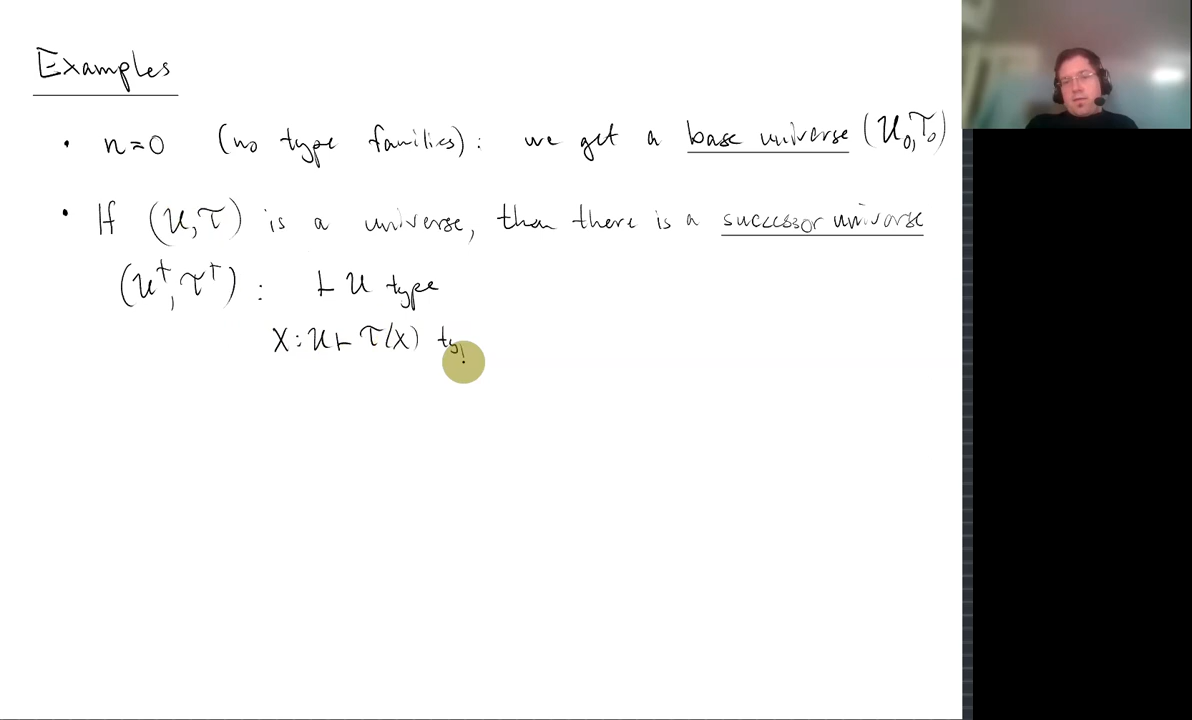 Examples
• n=0 (no type families): we get a base universe (U₀,T₀)
• If (U,T) is a universe, then there is a successor universe
(U⁺,T⁺): ⊢ U type
X:U ⊢ T(X) ty